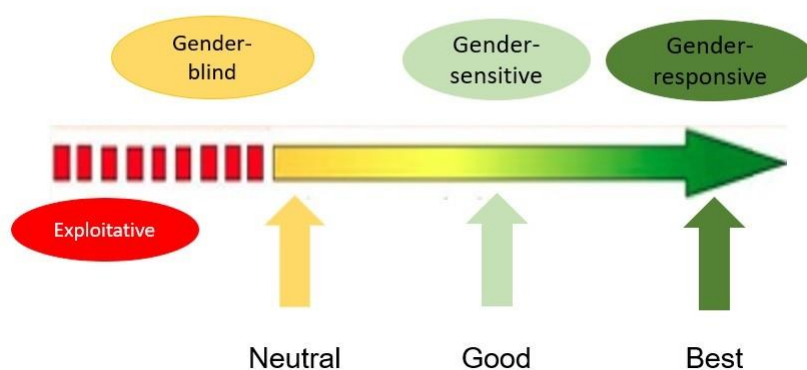 Gender-
blind
Gender-
sensitive
Gender-
responsive
Exploitative
Neutral
Good
Best